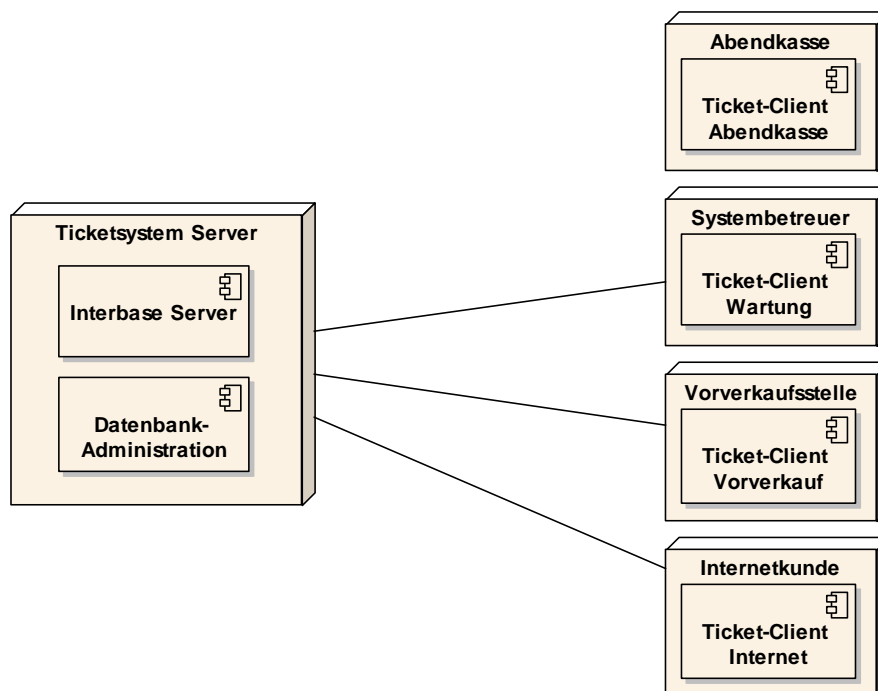 Abendkasse
Ticket-Client
Abendkasse
Ticketsystem Server
Interbase Server
Datenbank-
Administration
Systembetreuer
Ticket-Client
Wartung
Vorverkaufsstelle
Ticket-Client
Vorverkauf
Internetkunde
Ticket-Client
Internet